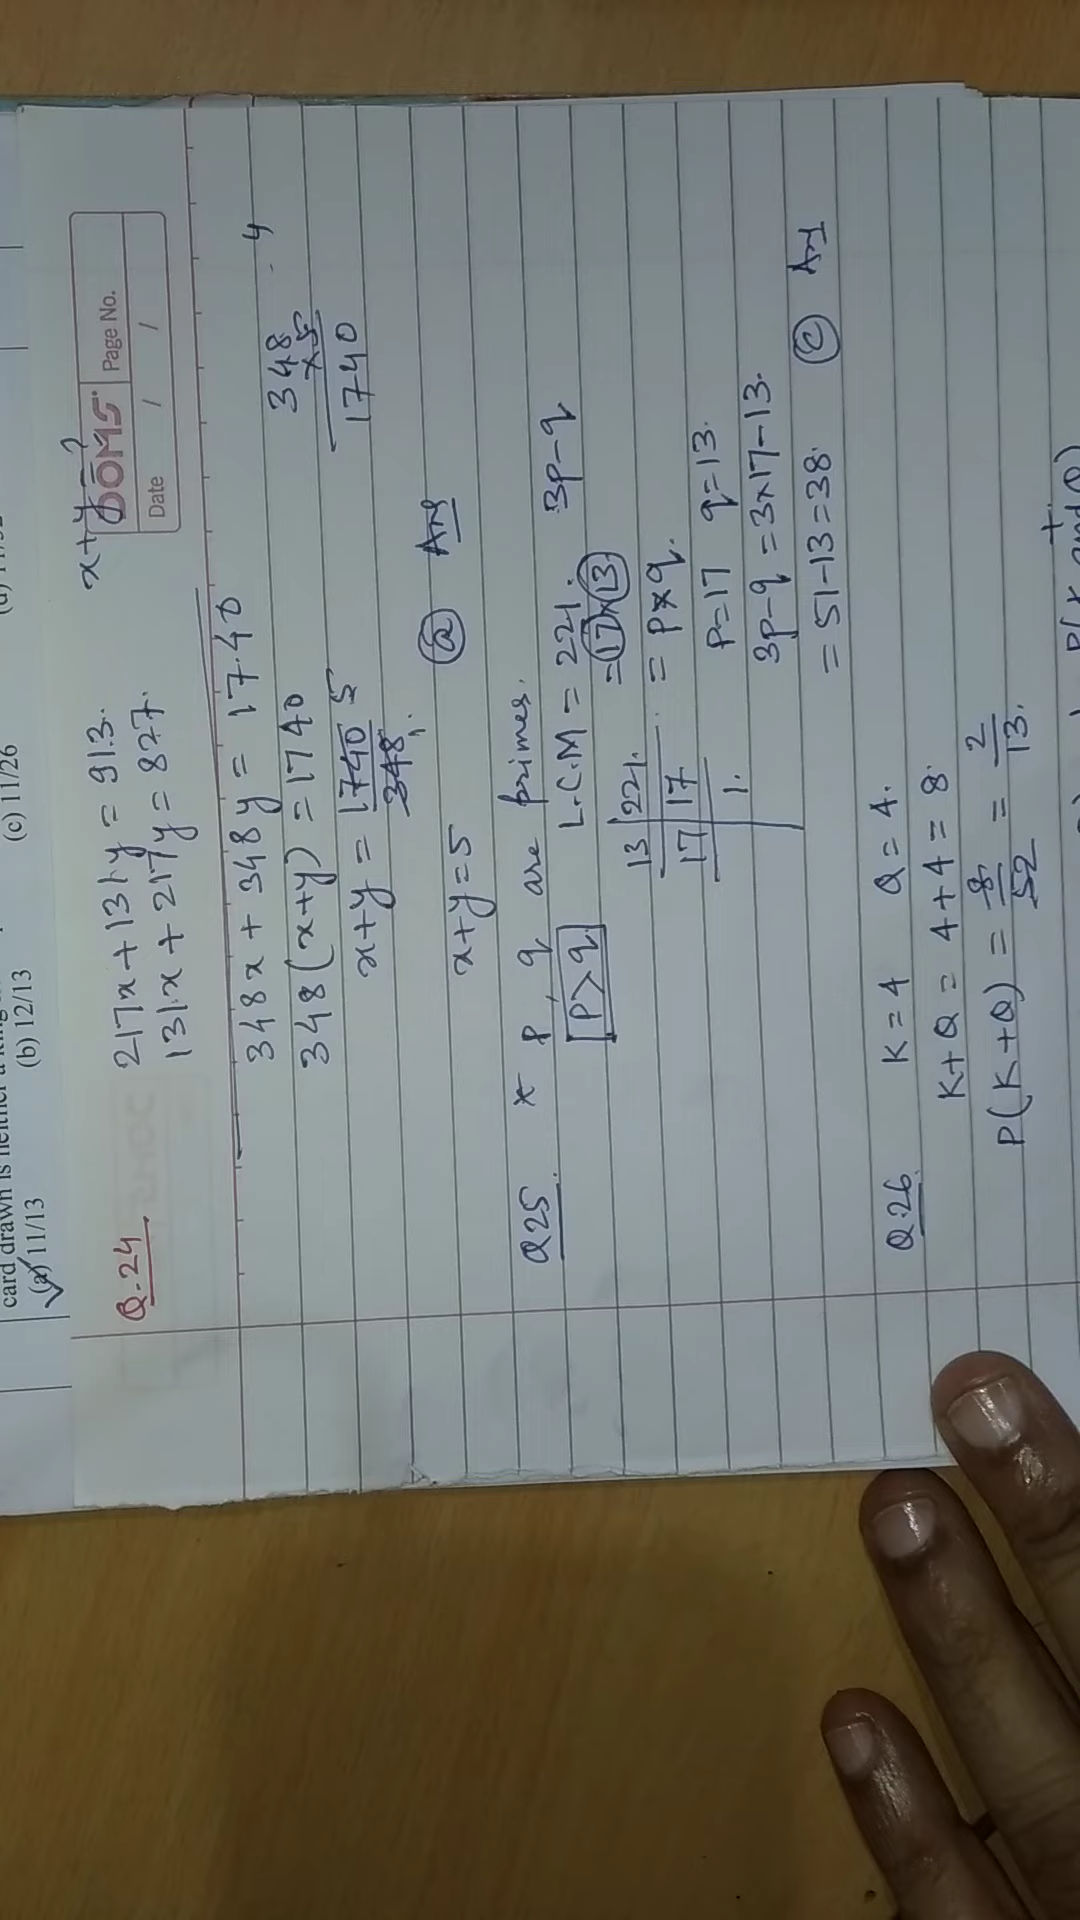 card drawn is neither a king
(a) 11/13 (b) 12/13 (c) 11/26
DOMS Page No.
Date / /
Q.24 217x+131y = 913. x+y=?
131x + 217y = 827.
348x + 348y = 1740
348(x+y) = 1740
x+y = 1740/348 5
348
×5
1740
4
x+y=5 (a) Ans
Q25 * P, q are primes.
P>q L.C.M = 221. 3p-q
=17×13
13 221.
17 17
1.
= P×q.
P=17 q=13.
3p-q = 3×17-13.
= 51-13=38. (c) Ans
Q.26 K=4 Q=4.
K+Q = 4+4 = 8.
P(K+Q) = 8/52 = 2/13.